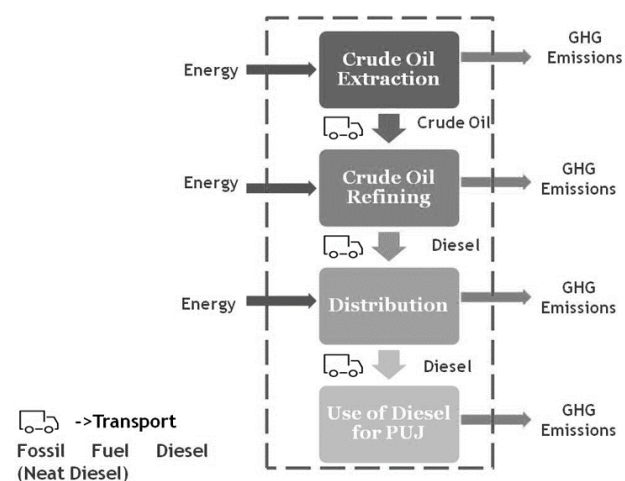 GHG
Emissions
Energy
Crude Oil
Extraction
Crude Oil
Energy
Crude Oil
Refining
GHG
Emissions
Diesel
Energy
Distribution
GHG
Emissions
Diesel
Use of Diesel
for PUJ
GHG
Emissions
->Transport
Fossil Fuel Diesel
(Neat Diesel)